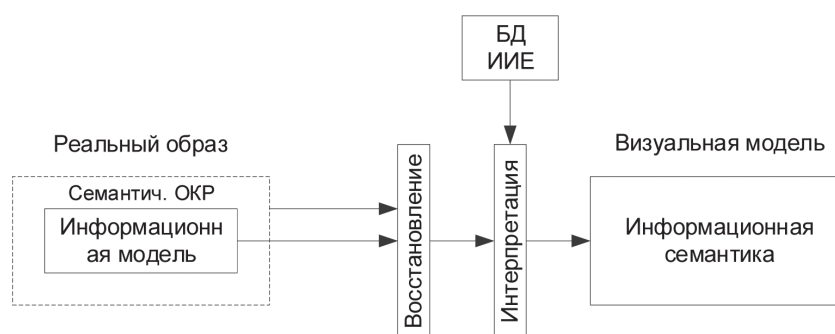 БД
ИИЕ
Реальный образ
Визуальная модель
Семантич. ОКР
Информационн
ая модель
Восстановление
Интерпретация
Информационная
семантика